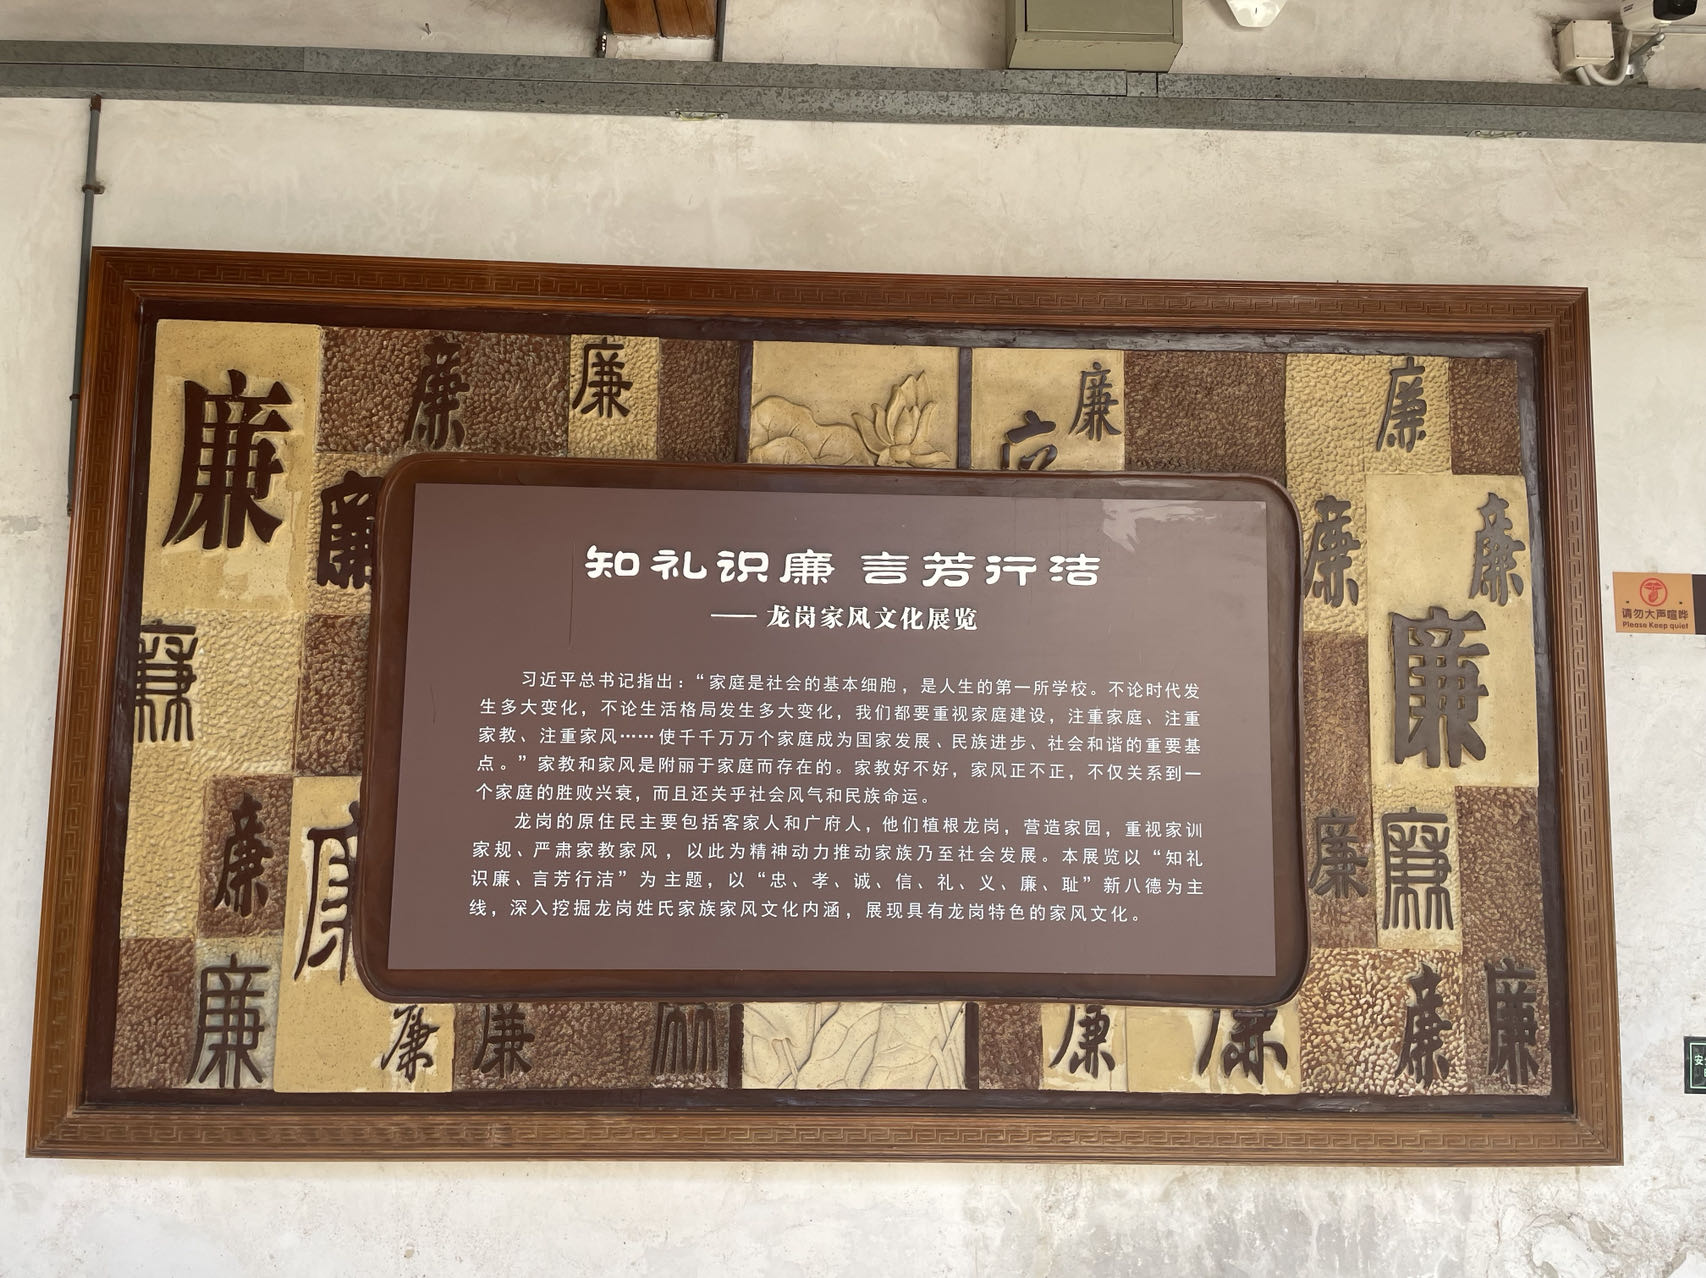 廉 廉 廉 廉 廉
廉 廉 廉
廉 廉
廉 廉 廉
廉 廉 廉 廉 廉 廉
知礼识廉 言芳行洁
—— 龙岗家风文化展览
习近平总书记指出：“家庭是社会的基本细胞，是人生的第一所学校。不论时代发
生多大变化，不论生活格局发生多大变化，我们都要重视家庭建设，注重家庭、注重
家教、注重家风……使千千万万个家庭成为国家发展、民族进步、社会和谐的重要基
点。”家教和家风是附丽于家庭而存在的。家教好不好，家风正不正，不仅关系到一
个家庭的胜败兴衰，而且还关乎社会风气和民族命运。
龙岗的原住民主要包括客家人和广府人，他们植根龙岗，营造家园，重视家训
家规、严肃家教家风，以此为精神动力推动家族乃至社会发展。本展览以“知礼
识廉、言芳行洁”为主题，以“忠、孝、诚、信、礼、义、廉、耻”新八德为主
线，深入挖掘龙岗姓氏家族家风文化内涵，展现具有龙岗特色的家风文化。
请勿大声喧哗
Please Keep quiet